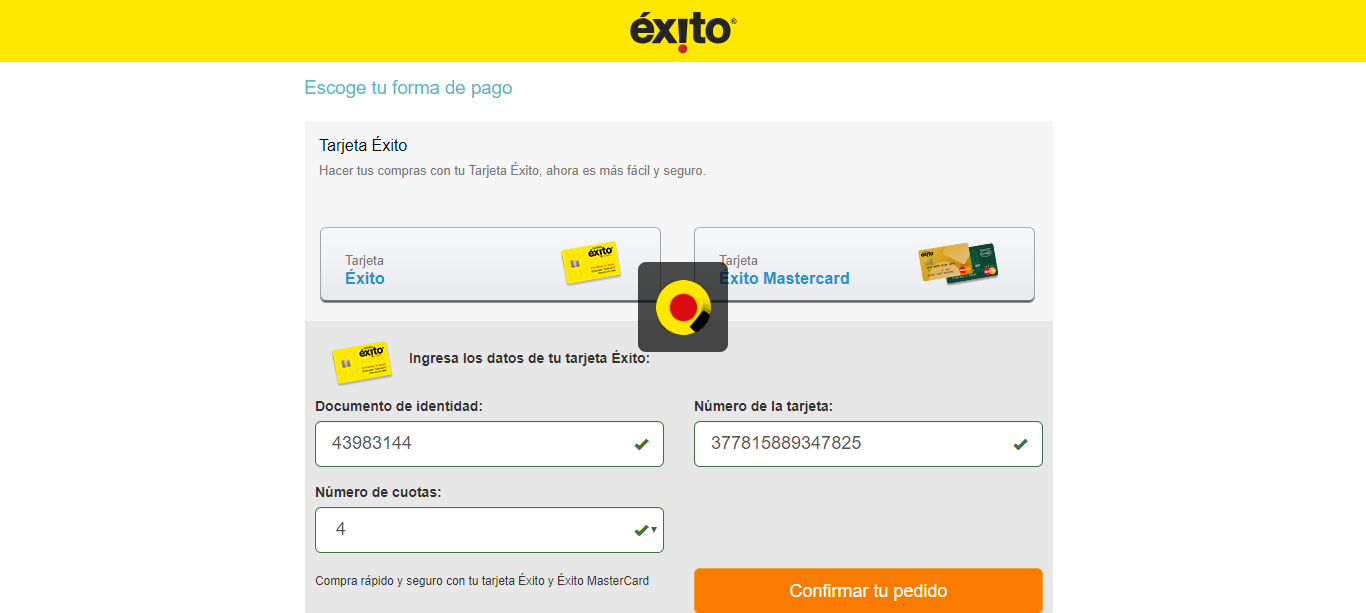 éxito®
Escoge tu forma de pago
Tarjeta Éxito
Hacer tus compras con tu Tarjeta Éxito, ahora es más fácil y seguro.
Tarjeta
Éxito
éxito
Tarjeta
Éxito Mastercard
éxito
éxito
Ingresa los datos de tu tarjeta Éxito:
Documento de identidad:
Número de la tarjeta:
43983144
377815889347825
Número de cuotas:
4
Compra rápido y seguro con tu tarjeta Éxito y Éxito MasterCard
Confirmar tu pedido